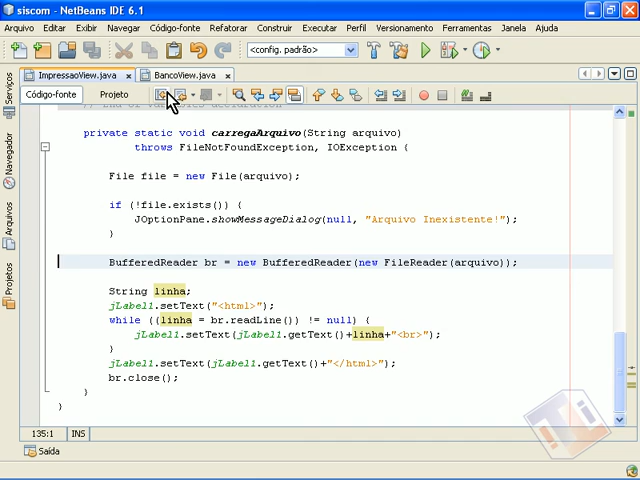 siscom - NetBeans IDE 6.1
Arquivo Editar Exibir Navegar Código-fonte Refatorar Construir Executar Perfil Versionamento Ferramentas Janela Ajuda
<config. padrão>
ImpressaoView.java x BancoView.java x
Código-fonte Projeto
Serviços
Navegador
Arquivos
Projetos
private static void carregaArquivo(String arquivo)
throws FileNotFoundException, IOException {
File file = new File(arquivo);
if (!file.exists()) {
JOptionPane.showMessageDialog(null, "Arquivo Inexistente!");
}
BufferedReader br = new BufferedReader(new FileReader(arquivo));
String linha;
jLabel1.setText("<html>");
while ((linha = br.readLine()) != null) {
jLabel1.setText(jLabel1.getText()+linha+"<br>");
}
jLabel1.setText(jLabel1.getText()+"</html>");
br.close();
}
}
135:1 INS
Saída